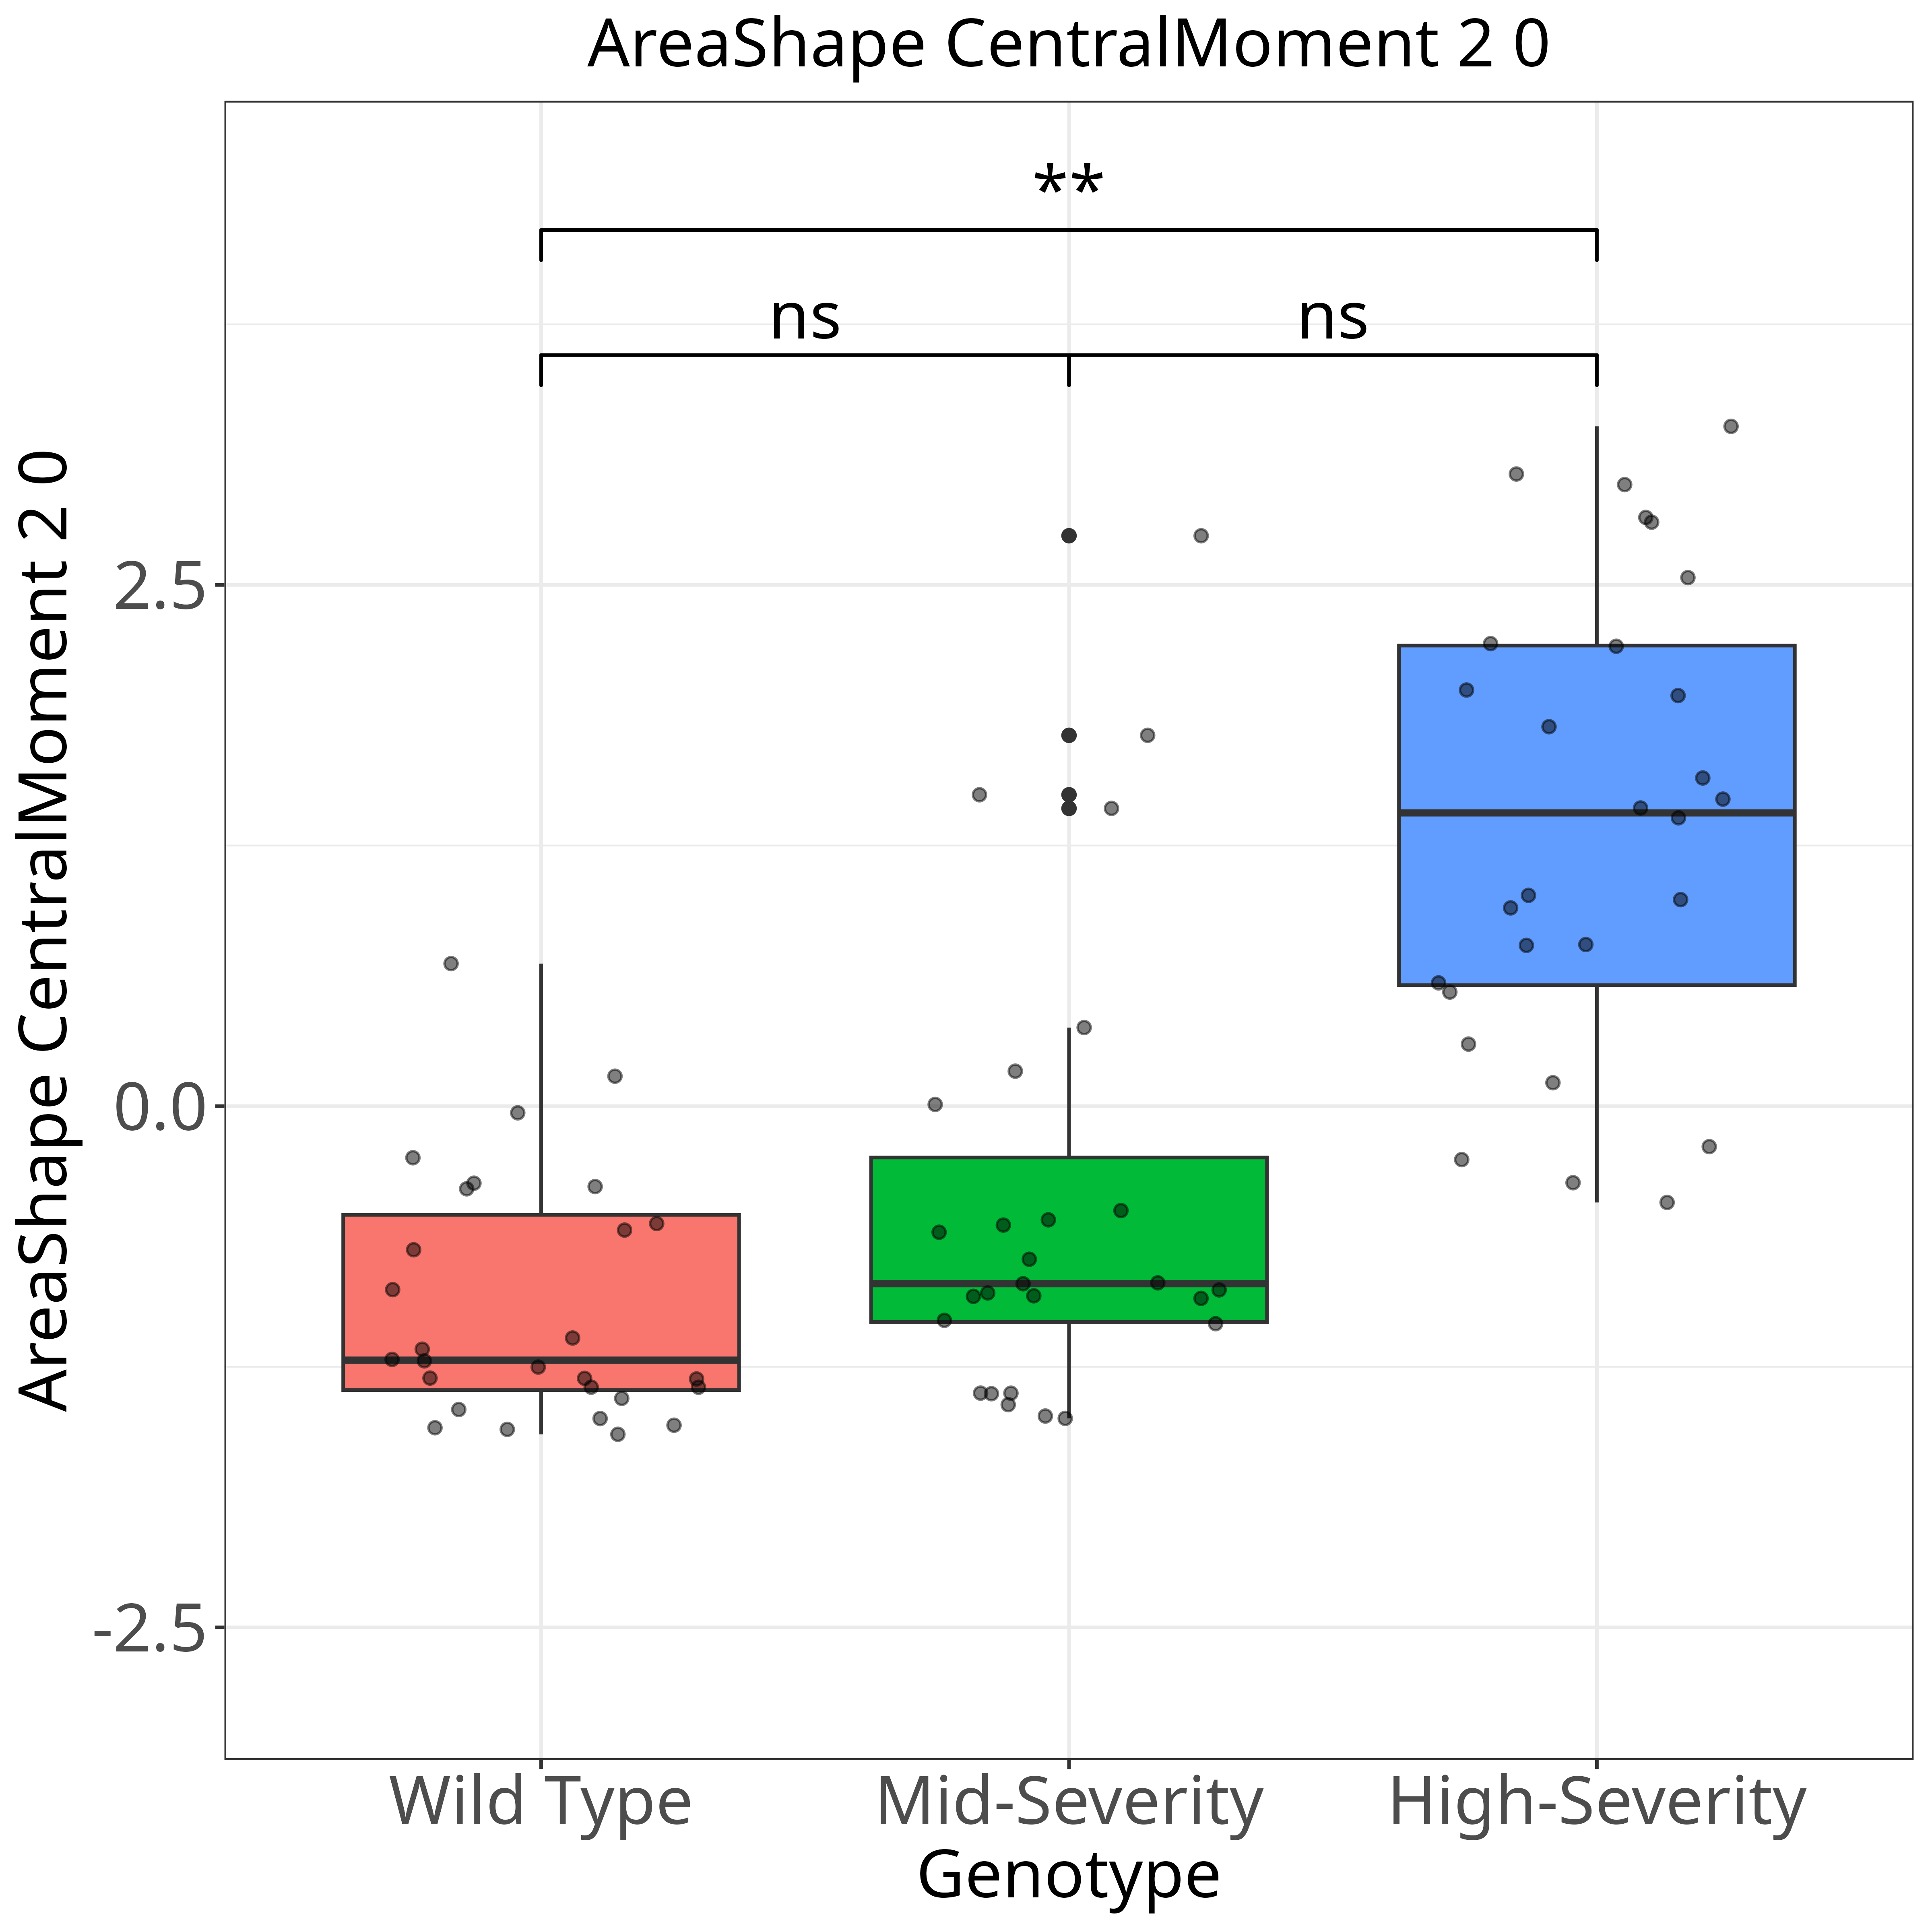 AreaShape CentralMoment 2 0
**
ns ns
AreaShape CentralMoment 2 0
2.5
0.0
-2.5
Wild Type Mid-Severity High-Severity
Genotype